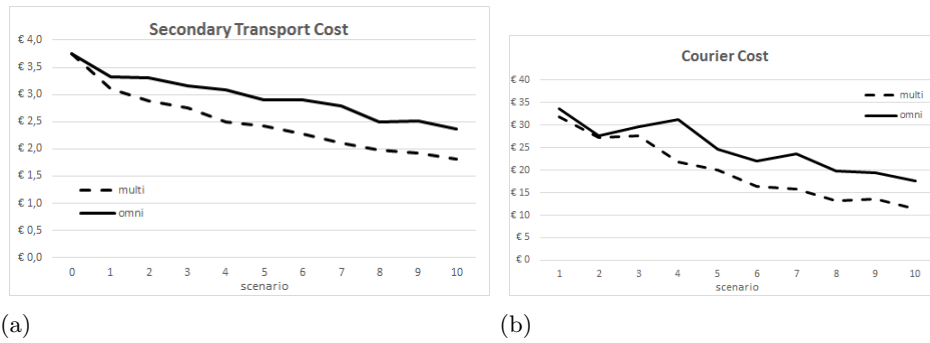 Secondary Transport Cost
€ 4,0
€ 3,5
€ 3,0
€ 2,5
€ 2,0
€ 1,5
€ 1,0
€ 0,5
€ 0,0
multi
omni
0 1 2 3 4 5 6 7 8 9 10
scenario
(a)
Courier Cost
€ 40
€ 35
€ 30
€ 25
€ 20
€ 15
€ 10
€ 5
€ 0
multi
omni
1 2 3 4 5 6 7 8 9 10
scenario
(b)